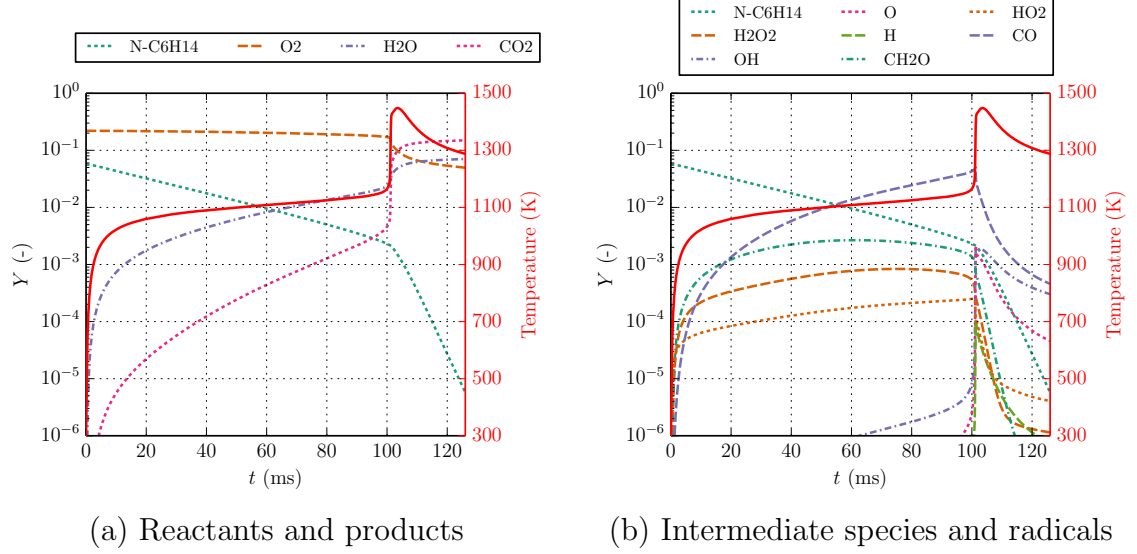 N-C6H14 O2 H2O CO2
10^0
10^-1
10^-2
10^-3
10^-4
10^-5
10^-6
Y (-)
0 20 40 60 80 100 120
t (ms)
1500
1300
1100
900
700
500
300
Temperature (K)
(a) Reactants and products
N-C6H14 O HO2
H2O2 H CO
OH CH2O
10^0
10^-1
10^-2
10^-3
10^-4
10^-5
10^-6
Y (-)
0 20 40 60 80 100 120
t (ms)
1500
1300
1100
900
700
500
300
Temperature (K)
(b) Intermediate species and radicals